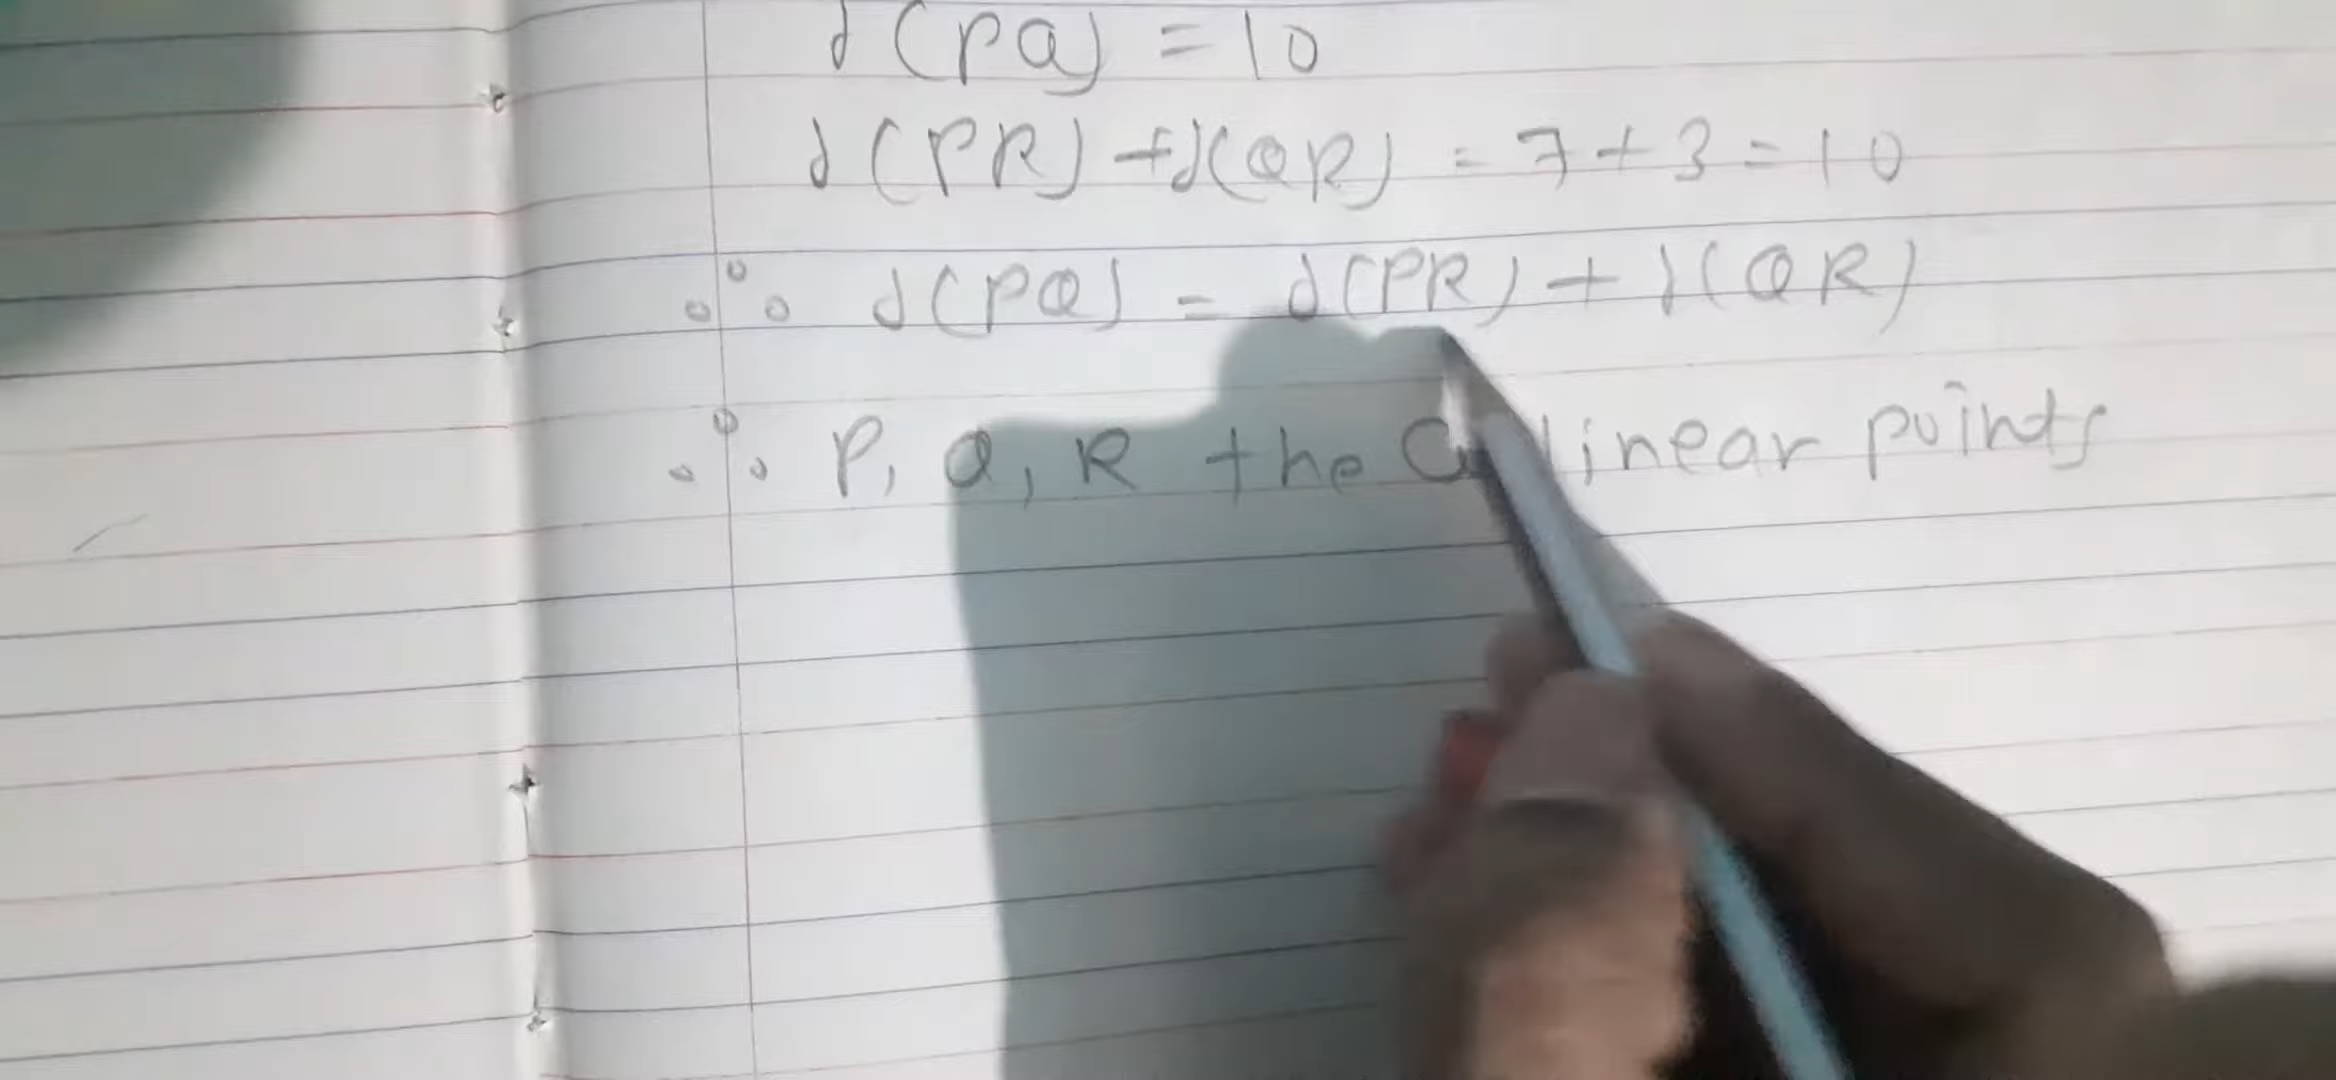 d(PQ) = 10
d(PR) + d(QR) = 7 + 3 = 10
∴ d(PQ) = d(PR) + d(QR)
∴ P, Q, R the linear points